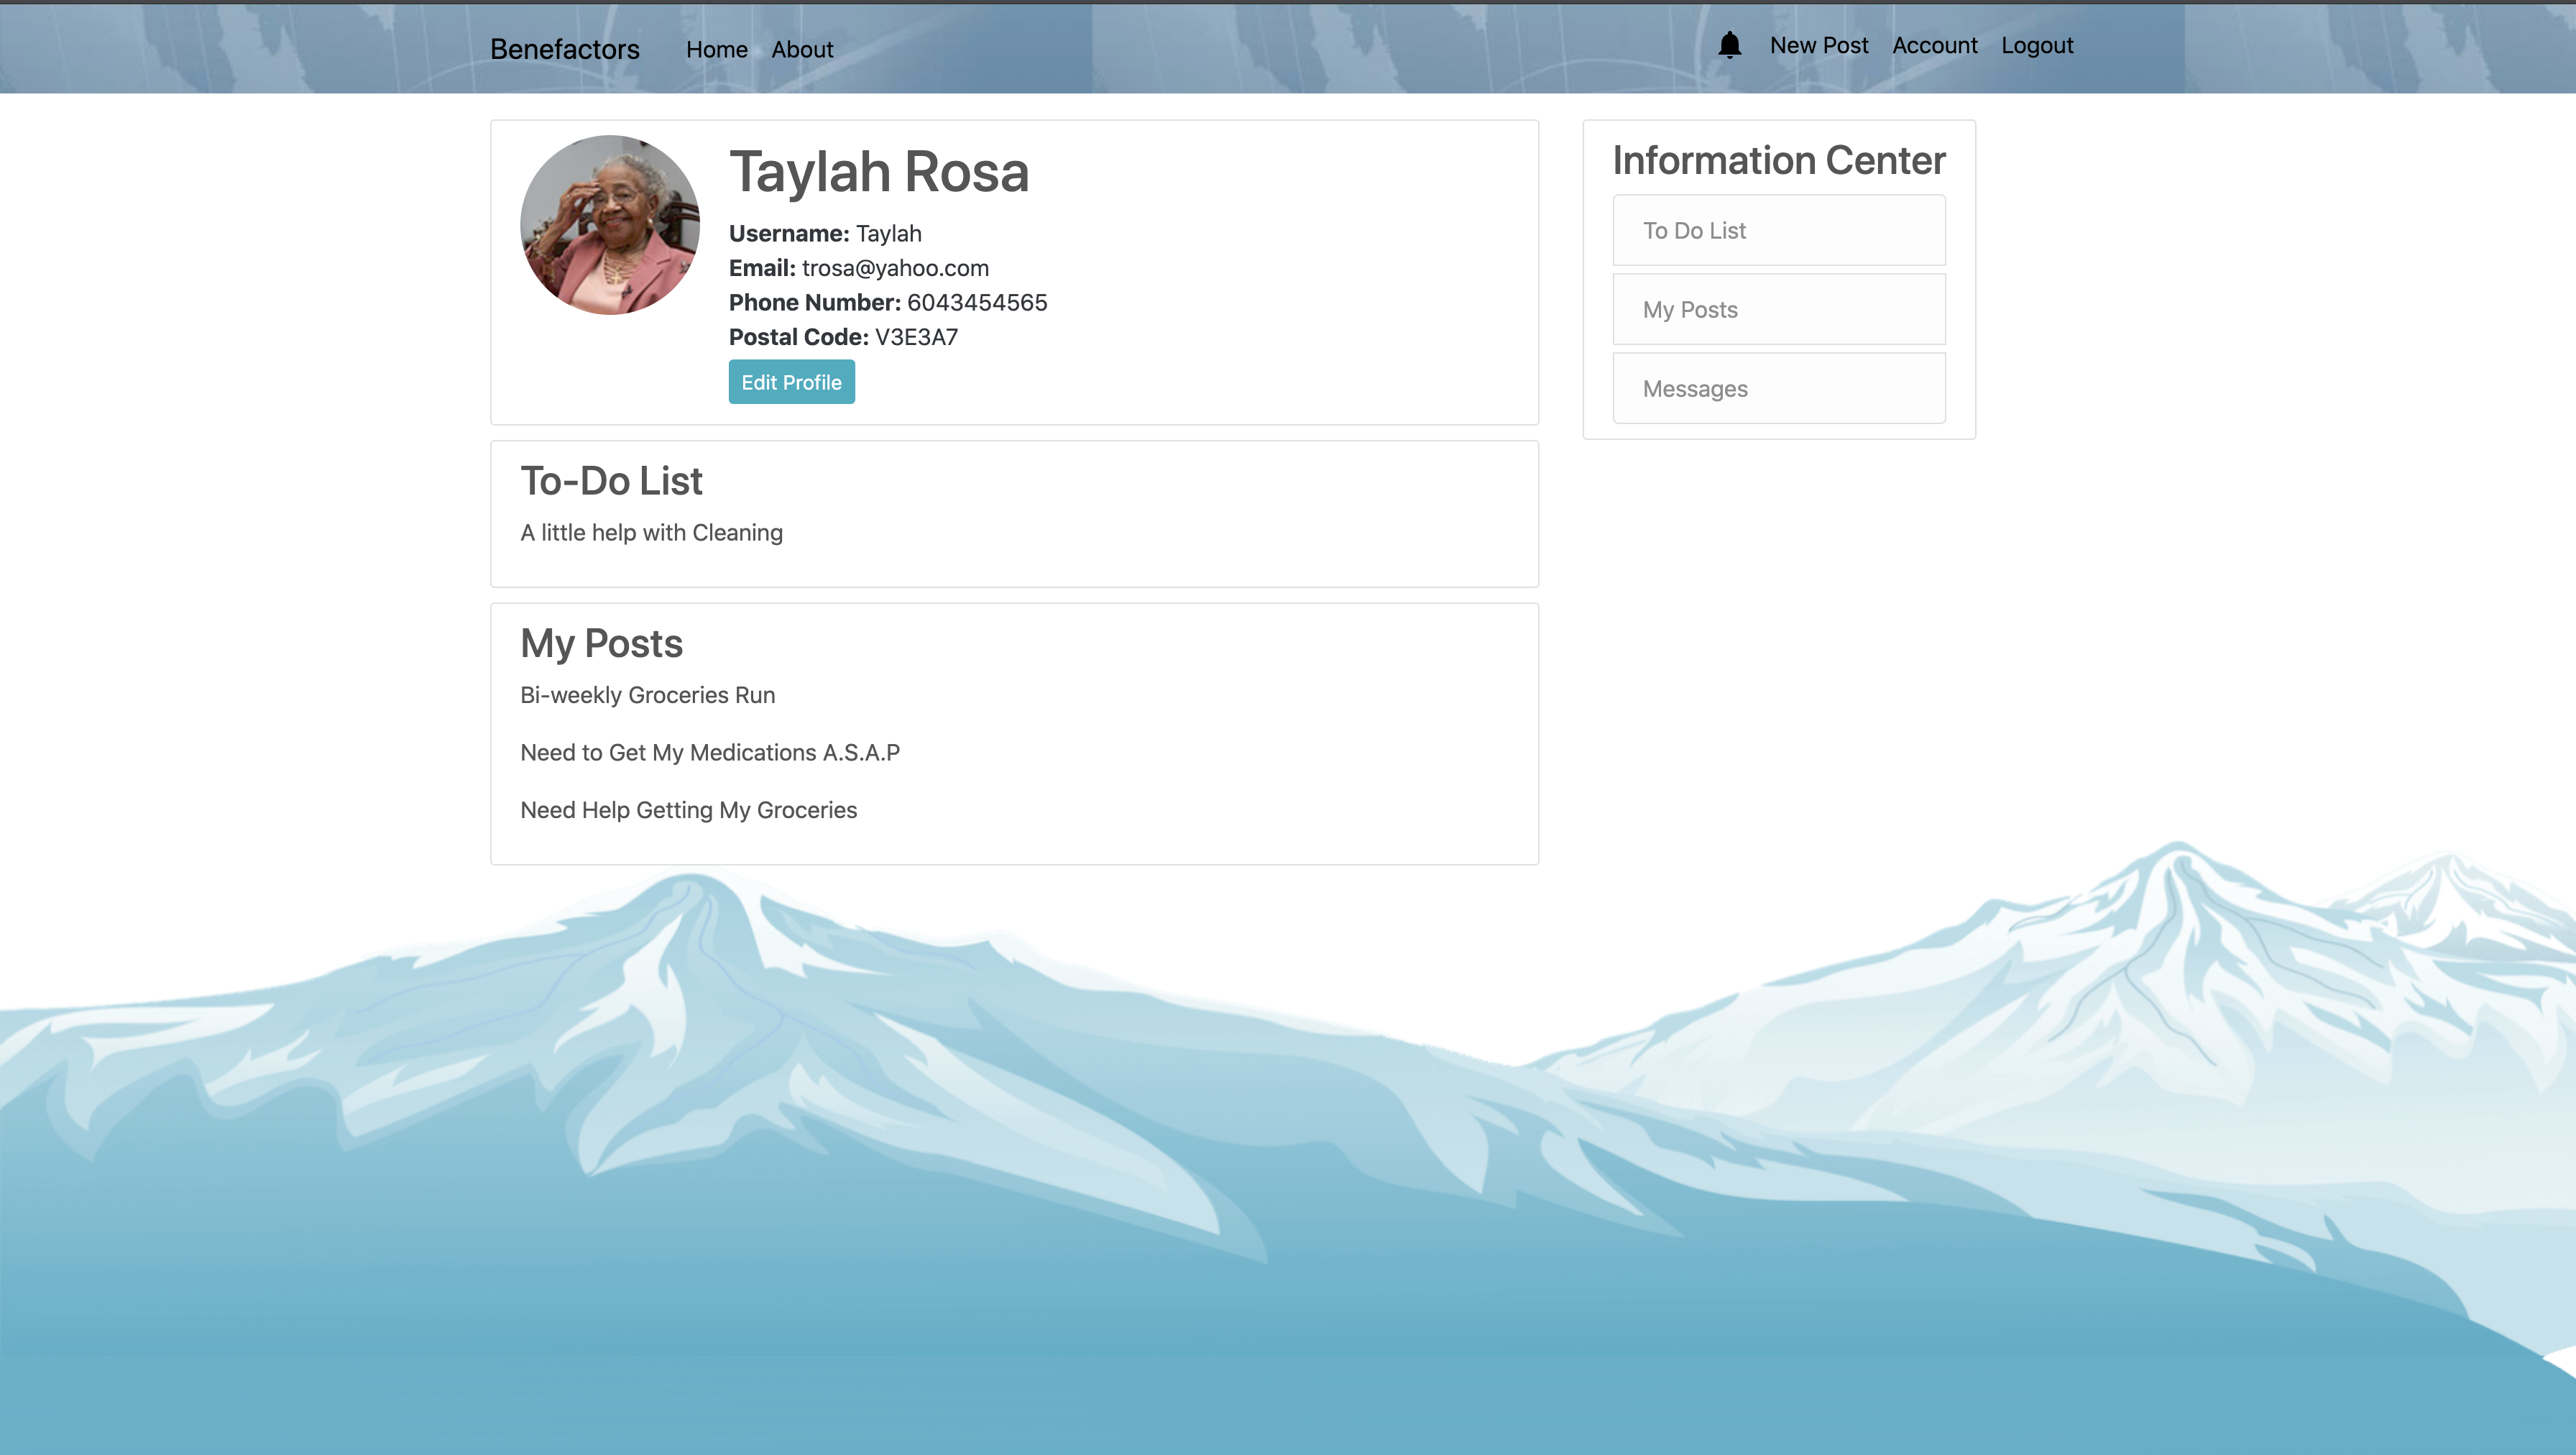 Benefactors Home About New Post Account Logout
Taylah Rosa
Username: Taylah
Email: trosa@yahoo.com
Phone Number: 6043454565
Postal Code: V3E3A7
Edit Profile
Information Center
To Do List
My Posts
Messages
To-Do List
A little help with Cleaning
My Posts
Bi-weekly Groceries Run
Need to Get My Medications A.S.A.P
Need Help Getting My Groceries